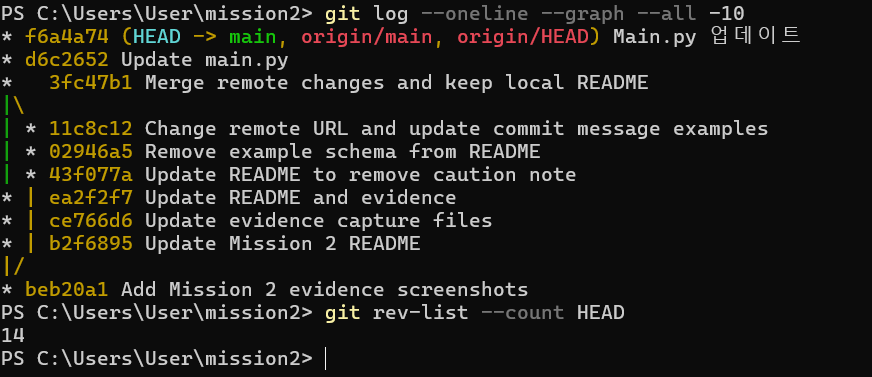 PS C:\Users\User\mission2> git log --oneline --graph --all -10
* f6a4a74 (HEAD -> main, origin/main, origin/HEAD) Main.py 업데이트
* d6c2652 Update main.py
*   3fc47b1 Merge remote changes and keep local README
|\
| * 11c8c12 Change remote URL and update commit message examples
| * 02946a5 Remove example schema from README
| * 43f077a Update README to remove caution note
* | ea2f2f7 Update README and evidence
* | ce766d6 Update evidence capture files
* | b2f6895 Update Mission 2 README
|/
* beb20a1 Add Mission 2 evidence screenshots
PS C:\Users\User\mission2> git rev-list --count HEAD
14
PS C:\Users\User\mission2>